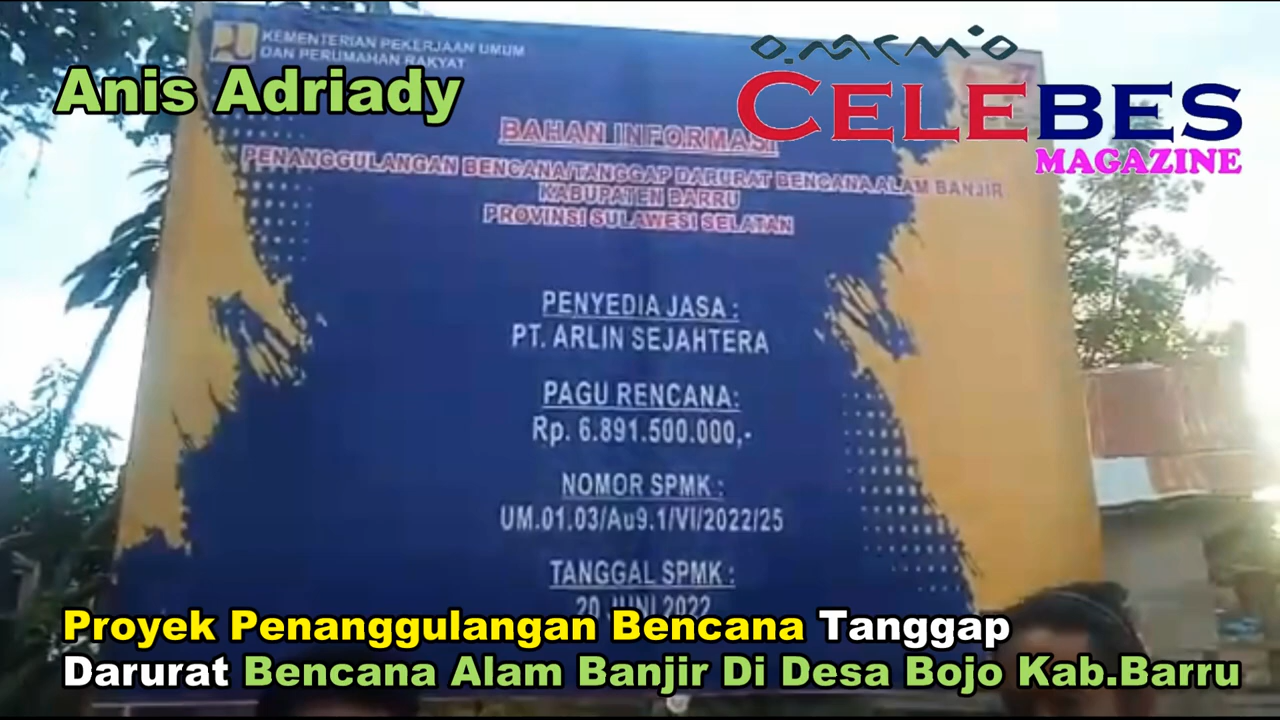 KEMENTERIAN PEKERJAAN UMUM
DAN PERUMAHAN RAKYAT
Anis Adriady
CELEBES
MAGAZINE
BAHAN INFORMASI
PENANGGULANGAN BENCANA/TANGGAP DARURAT BENCANA ALAM BANJIR
KABUPATEN BARRU
PROVINSI SULAWESI SELATAN
PENYEDIA JASA :
PT. ARLIN SEJAHTERA
PAGU RENCANA:
Rp. 6.891.500.000,-
NOMOR SPMK :
UM.01.03/Au9.1/VI/2022/25
TANGGAL SPMK :
20 JUNI 2022
Proyek Penanggulangan Bencana Tanggap
Darurat Bencana Alam Banjir Di Desa Bojo Kab.Barru